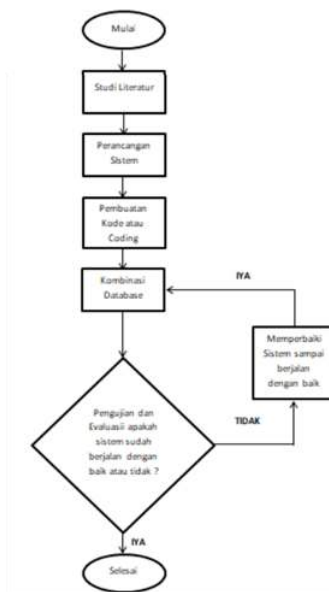 Mulai
Studi Literatur
Perancangan
Sistem
Pembuatan
Kode atau
Coding
Kombinasi
Database
IYA
Memperbaiki
Sistem sampai
berjalan
dengan baik
Pengujian dan
Evaluasii apakah
sistem sudah
berjalan dengan
baik atau tidak ?
TIDAK
IYA
Selesai